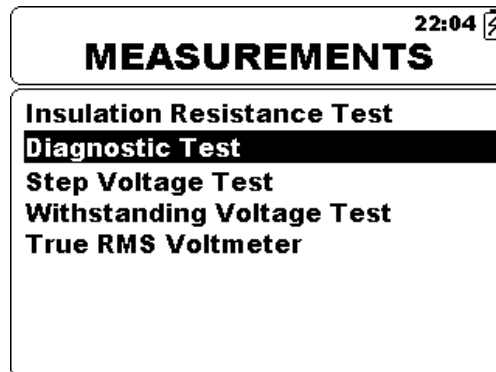 22:04
MEASUREMENTS
Insulation Resistance Test
Diagnostic Test
Step Voltage Test
Withstanding Voltage Test
True RMS Voltmeter